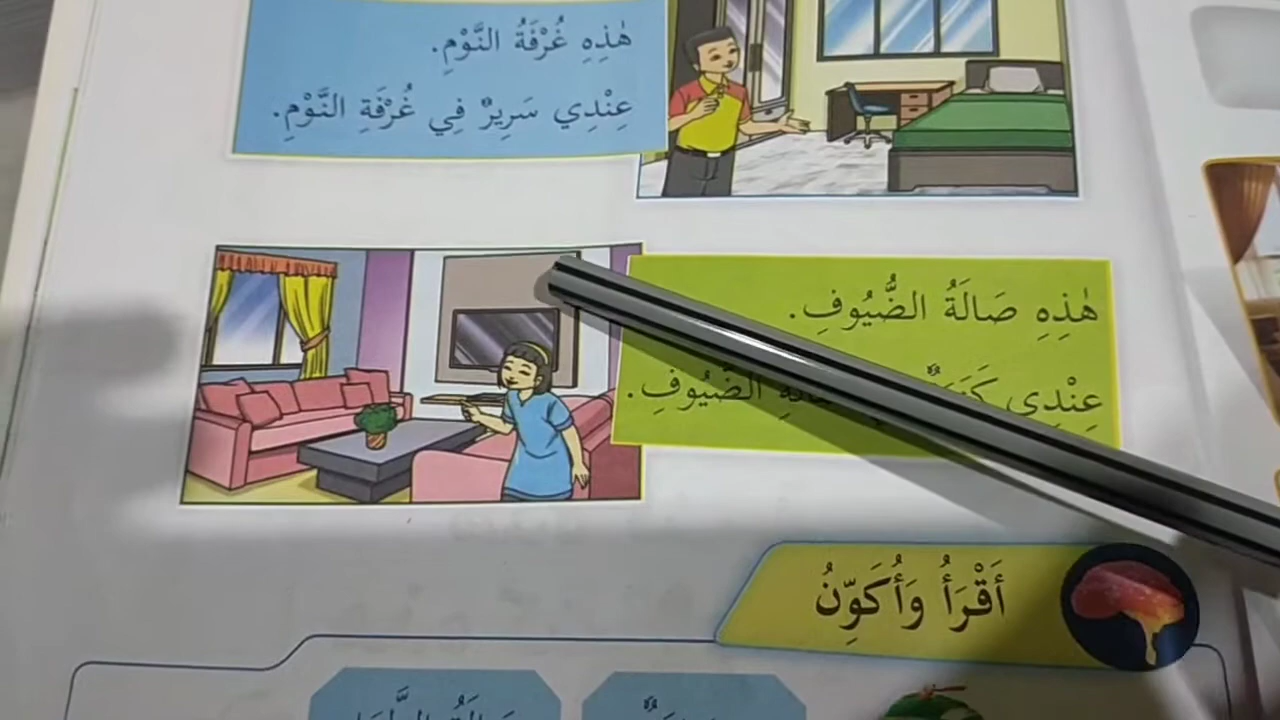 هٰذِهِ غُرْفَةُ النَّوْمِ.
عِنْدِي سَرِيرٌ فِي غُرْفَةِ النَّوْمِ.
هٰذِهِ صَالَةُ الضُّيُوفِ.
عِنْدِي الضُّيُوفِ.
أَقْرَأُ وَأُكَوِّنُ